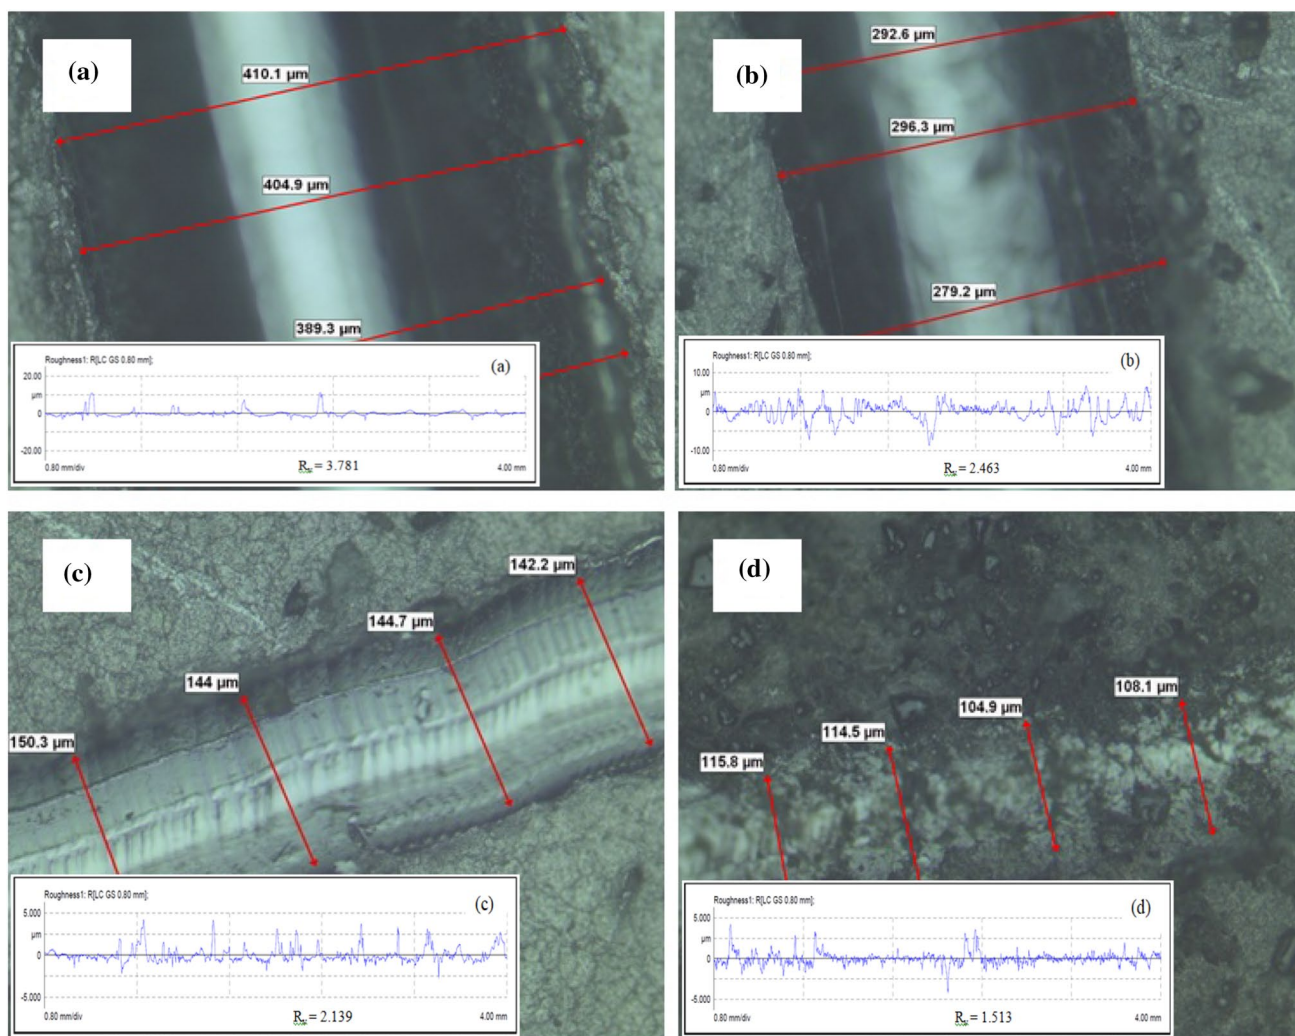 (a)
410.1 µm
404.9 µm
389.3 µm
Roughness1: R[LC GS 0.80 mm];
(a)
20.00
µm
0
-20.00
0.80 mm/div
4.00 mm
Rv = 3.781
(b)
292.6 µm
296.3 µm
279.2 µm
Roughness1: R[LC GS 0.80 mm];
(b)
10.00
µm
0
-10.00
0.80 mm/div
4.00 mm
Rv = 2.463
(c)
142.2 µm
144.7 µm
144 µm
150.3 µm
Roughness1: R[LC GS 0.80 mm];
(c)
5.000
µm
0
-5.000
0.80 mm/div
4.00 mm
Rv = 2.139
(d)
108.1 µm
104.9 µm
114.5 µm
115.8 µm
Roughness1: R[LC GS 0.80 mm];
(d)
5.000
µm
0
-5.000
0.80 mm/div
4.00 mm
Rv = 1.513